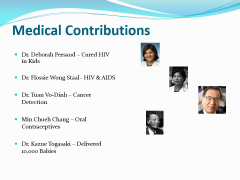 Medical Contributions
Dr. Deborah Persaud – Cured HIV
in Kids
Dr. Flossie Wong Staal– HIV & AIDS
Dr. Tuan Vo-Dinh – Cancer
Detection
Min Chueh Chang – Oral
Contraceptives
Dr. Kazue Togasaki – Delivered
10,000 Babies